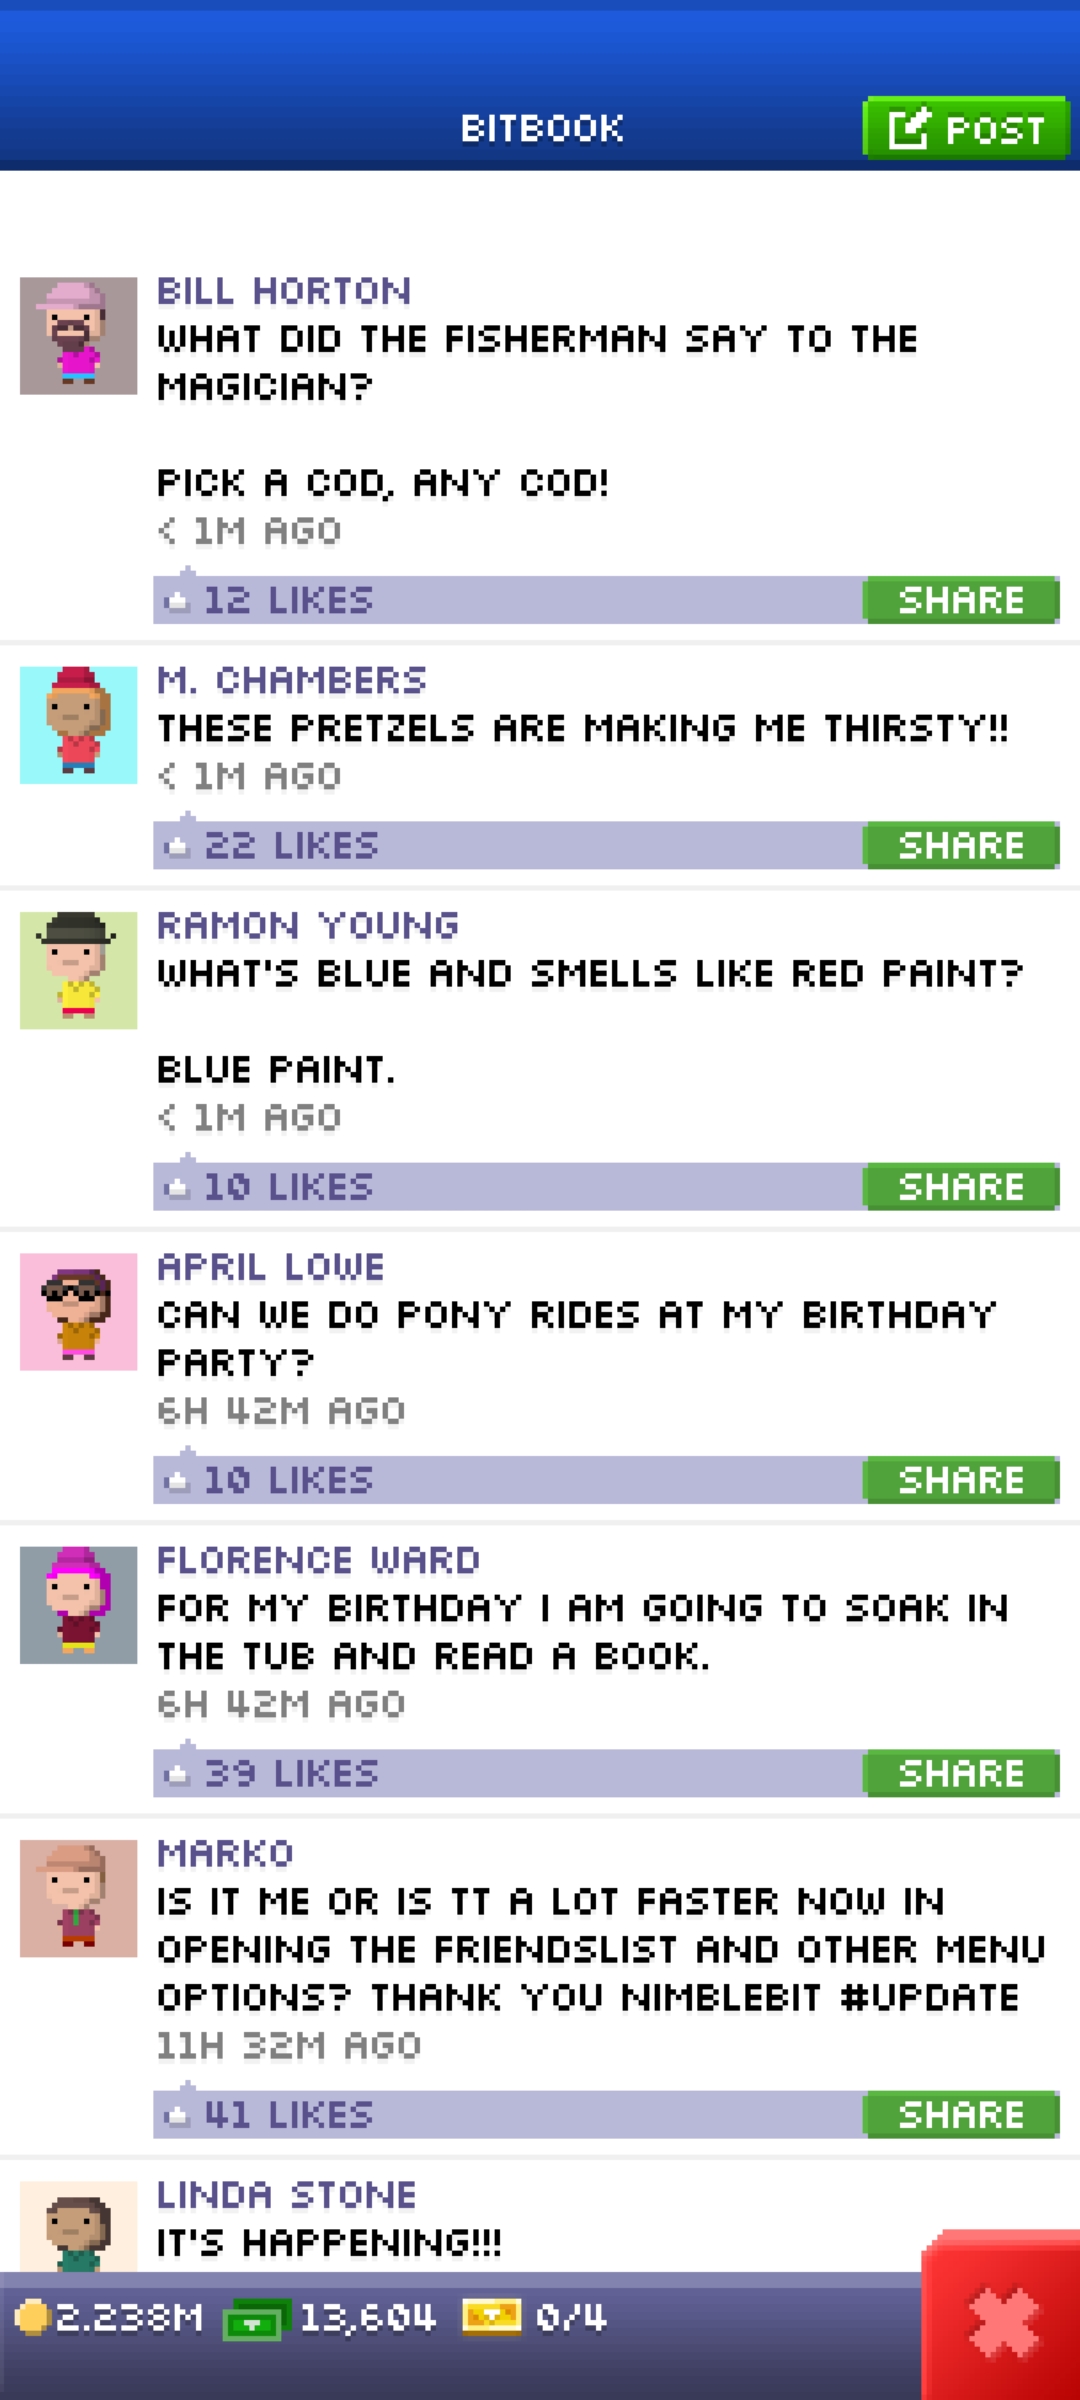 BITBOOK
POST
BILL HORTON
WHAT DID THE FISHERMAN SAY TO THE
MAGICIAN?
PICK A COD, ANY COD!
< 1M AGO
12 LIKES
SHARE
M. CHAMBERS
THESE PRETZELS ARE MAKING ME THIRSTY!!
< 1M AGO
22 LIKES
SHARE
RAMON YOUNG
WHAT'S BLUE AND SMELLS LIKE RED PAINT?
BLUE PAINT.
< 1M AGO
10 LIKES
SHARE
APRIL LOWE
CAN WE DO PONY RIDES AT MY BIRTHDAY
PARTY?
6H 42M AGO
10 LIKES
SHARE
FLORENCE WARD
FOR MY BIRTHDAY I AM GOING TO SOAK IN
THE TUB AND READ A BOOK.
6H 42M AGO
39 LIKES
SHARE
MARKO
IS IT ME OR IS TT A LOT FASTER NOW IN
OPENING THE FRIENDSLIST AND OTHER MENU
OPTIONS? THANK YOU NIMBLEBIT #UPDATE
11H 32M AGO
41 LIKES
SHARE
LINDA STONE
IT'S HAPPENING!!!
2.238M 13,604 0/4